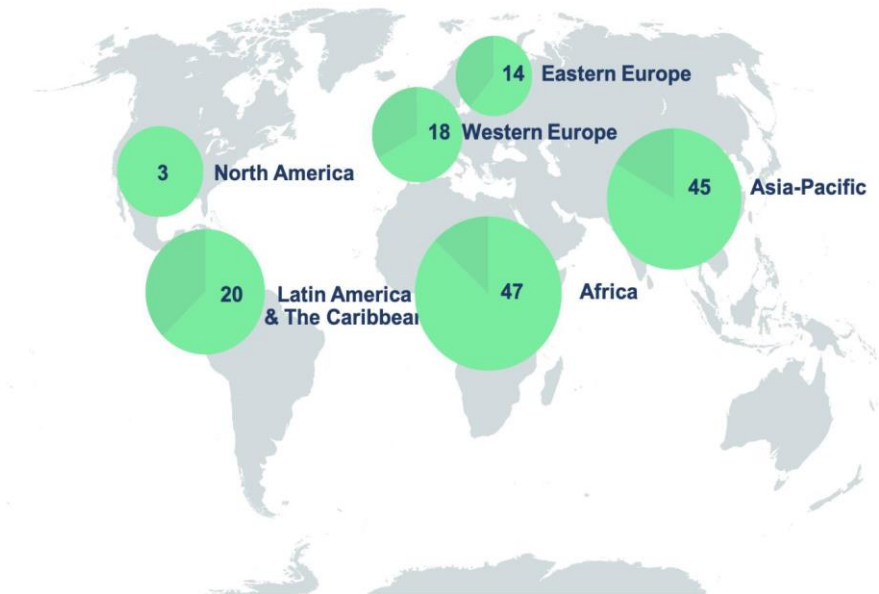 14 Eastern Europe
18 Western Europe
3 North America
45 Asia-Pacific
20 Latin America
& The Caribbean
47 Africa